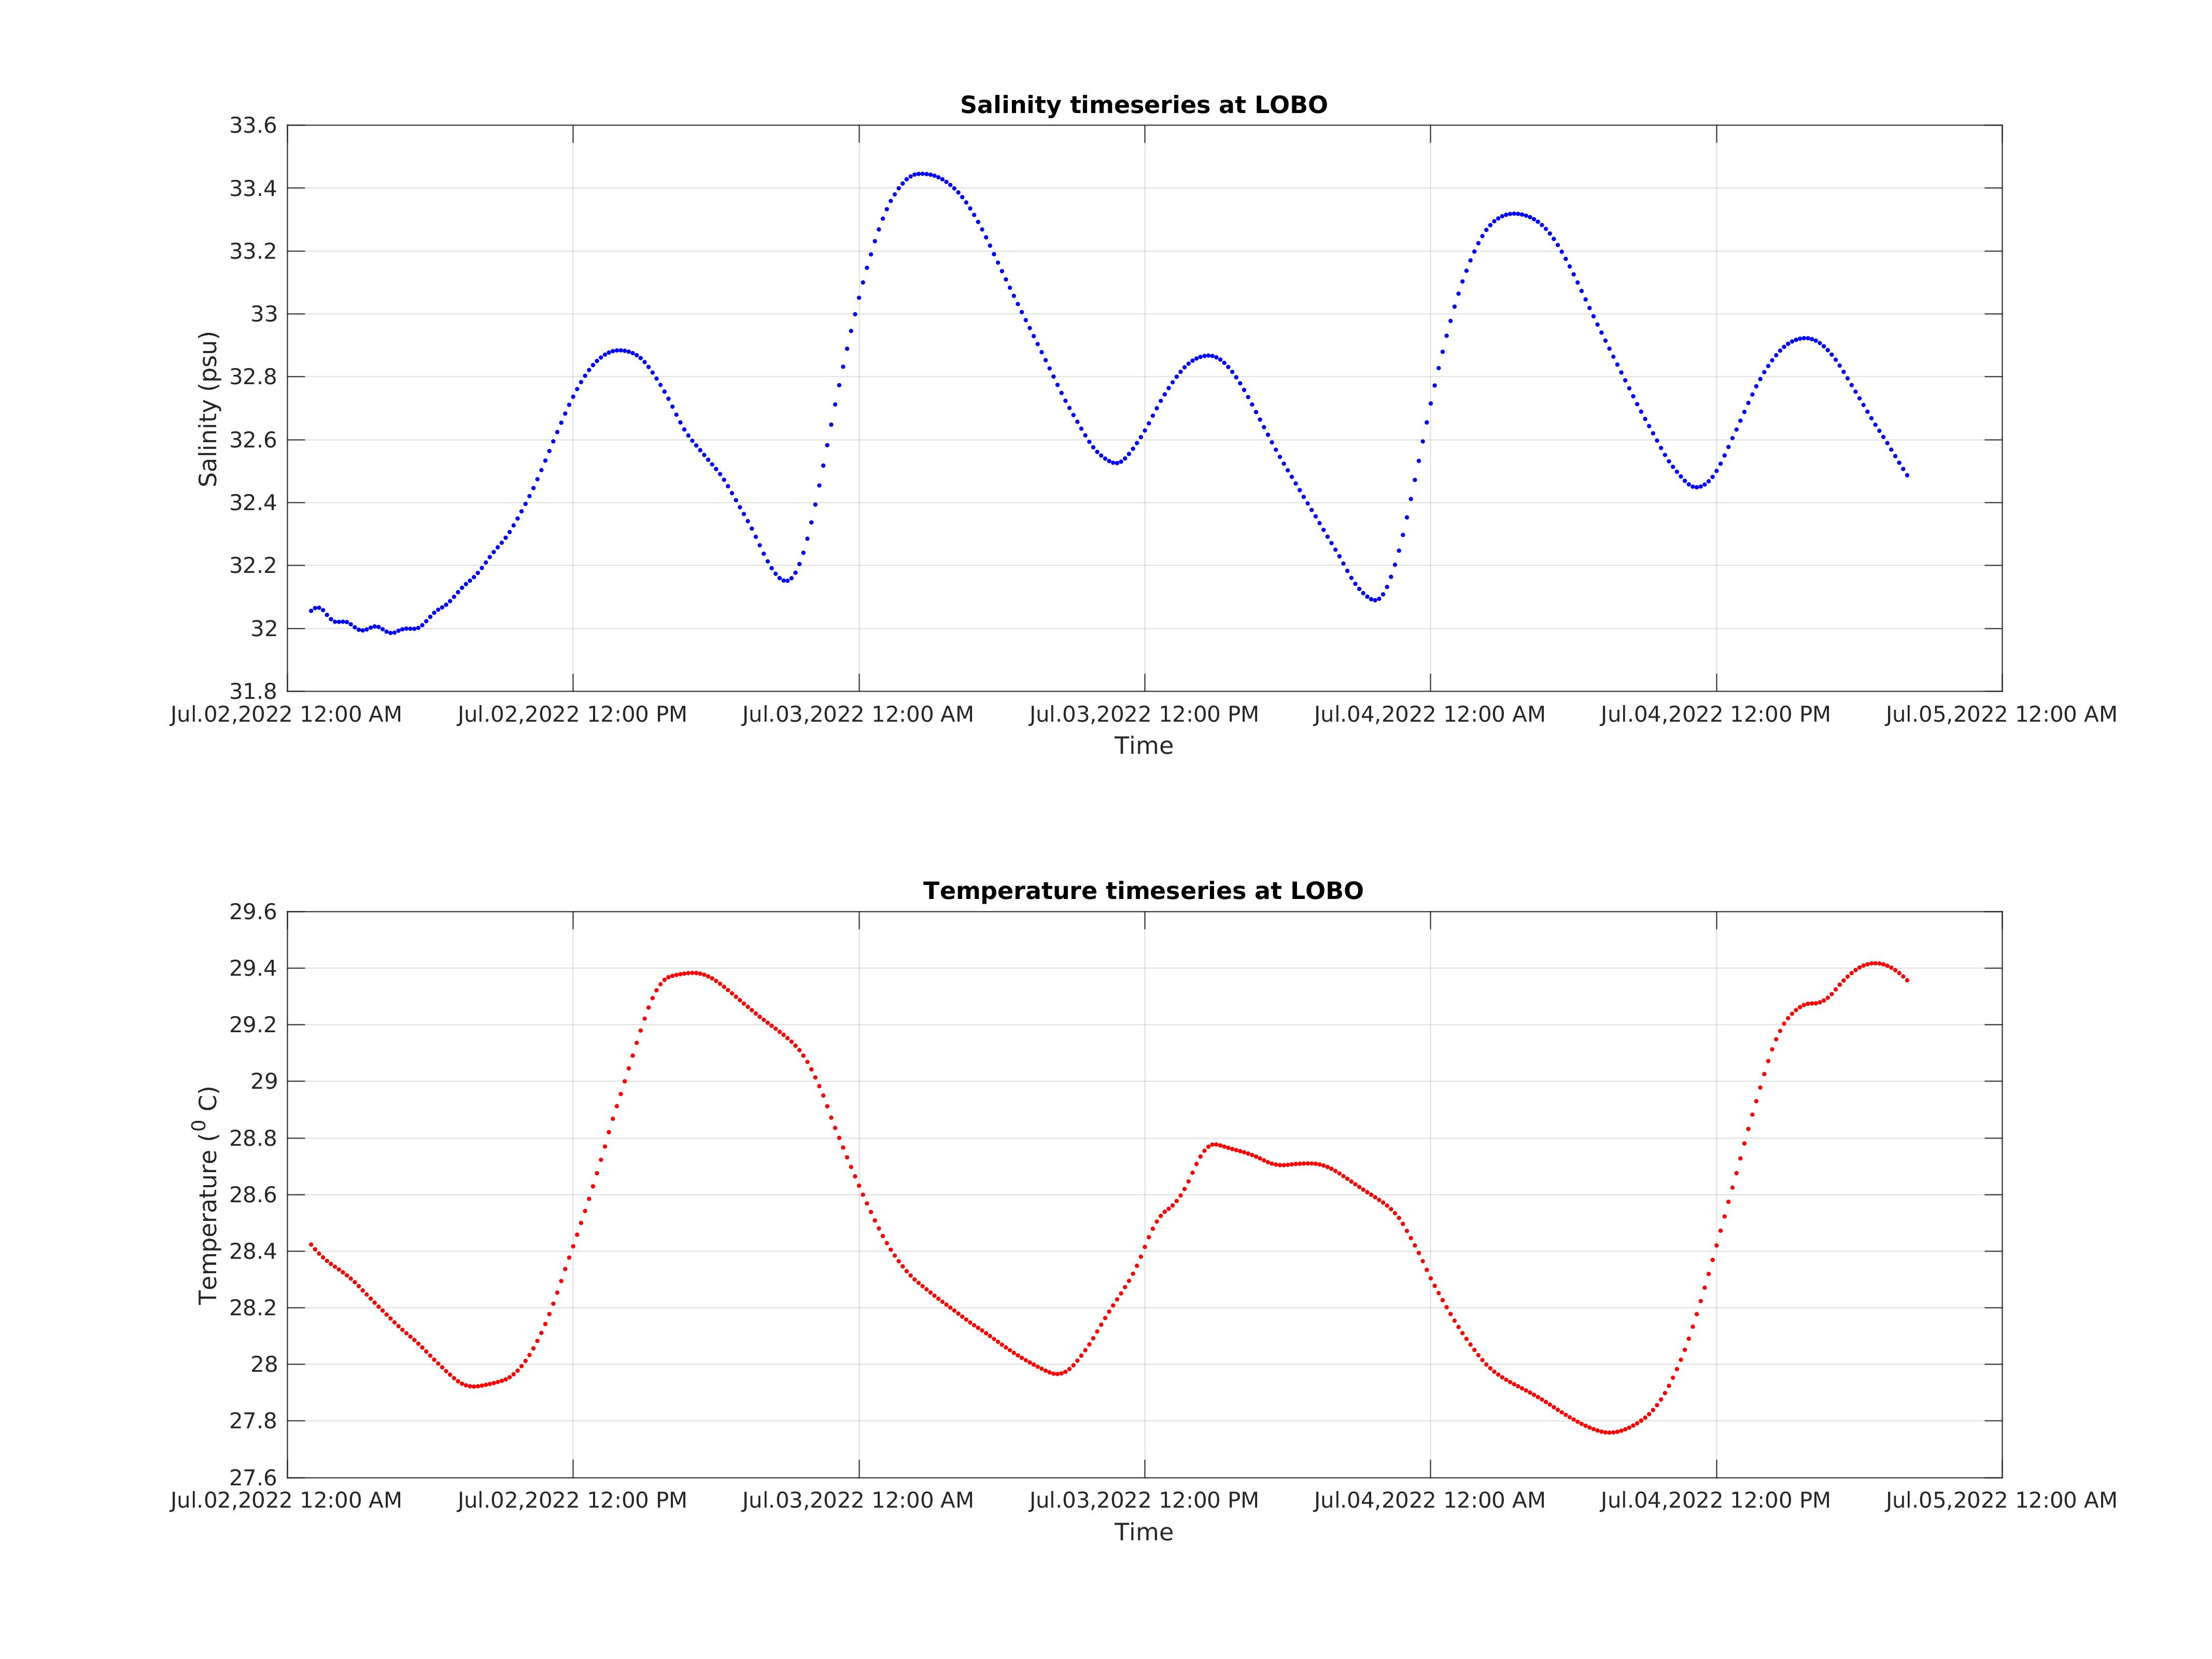 Salinity timeseries at LOBO
33.6
33.4
33.2
33
32.8
32.6
32.4
32.2
32
31.8
Salinity (psu)
Jul.02,2022 12:00 AM Jul.02,2022 12:00 PM Jul.03,2022 12:00 AM Jul.03,2022 12:00 PM Jul.04,2022 12:00 AM Jul.04,2022 12:00 PM Jul.05,2022 12:00 AM
Time
Temperature timeseries at LOBO
29.6
29.4
29.2
29
28.8
28.6
28.4
28.2
28
27.8
27.6
Temperature (⁰ C)
Jul.02,2022 12:00 AM Jul.02,2022 12:00 PM Jul.03,2022 12:00 AM Jul.03,2022 12:00 PM Jul.04,2022 12:00 AM Jul.04,2022 12:00 PM Jul.05,2022 12:00 AM
Time